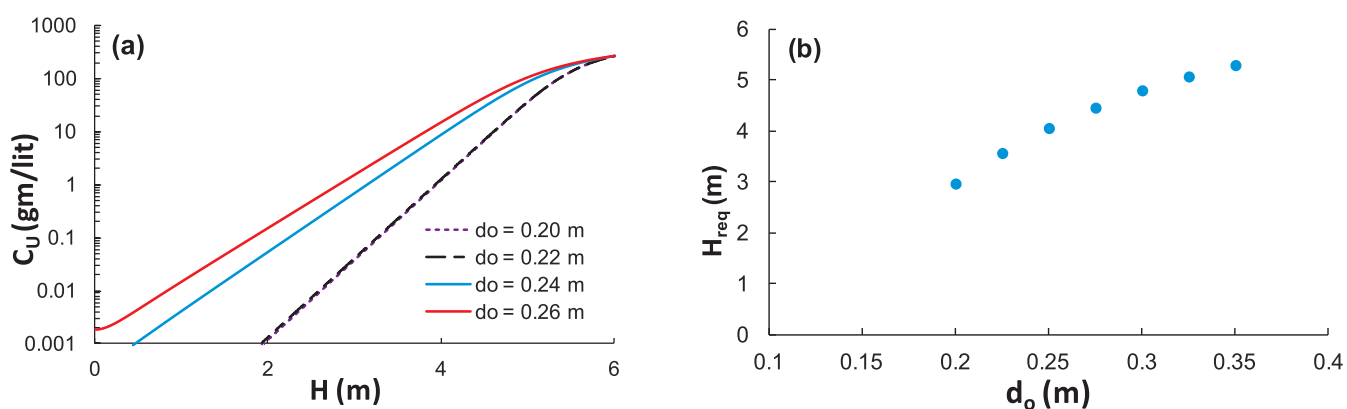 (a)
1000
100
10
1
0.1
0.01
0.001
C_U (gm/lit)
0
2
4
6
H (m)
do = 0.20 m
do = 0.22 m
do = 0.24 m
do = 0.26 m
(b)
6
5
4
3
2
1
0
H_req (m)
0.1
0.15
0.2
0.25
0.3
0.35
0.4
d_o (m)